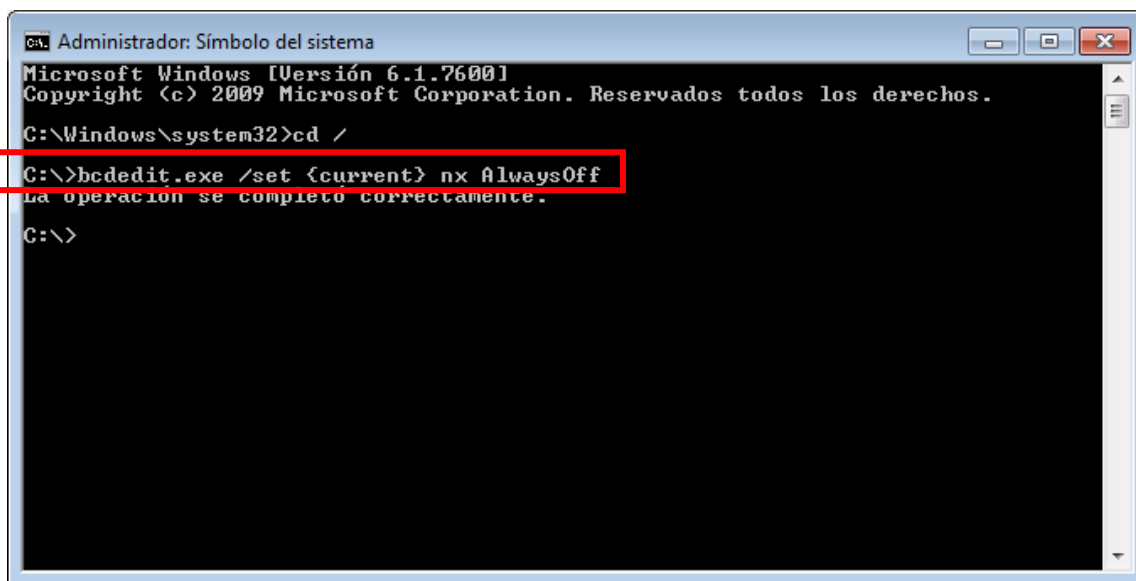 Administrador: Símbolo del sistema
Microsoft Windows [Versión 6.1.7600]
Copyright (c) 2009 Microsoft Corporation. Reservados todos los derechos.
C:\Windows\system32>cd /
C:\>bcdedit.exe /set {current} nx AlwaysOff
La operación se completó correctamente.
C:\>